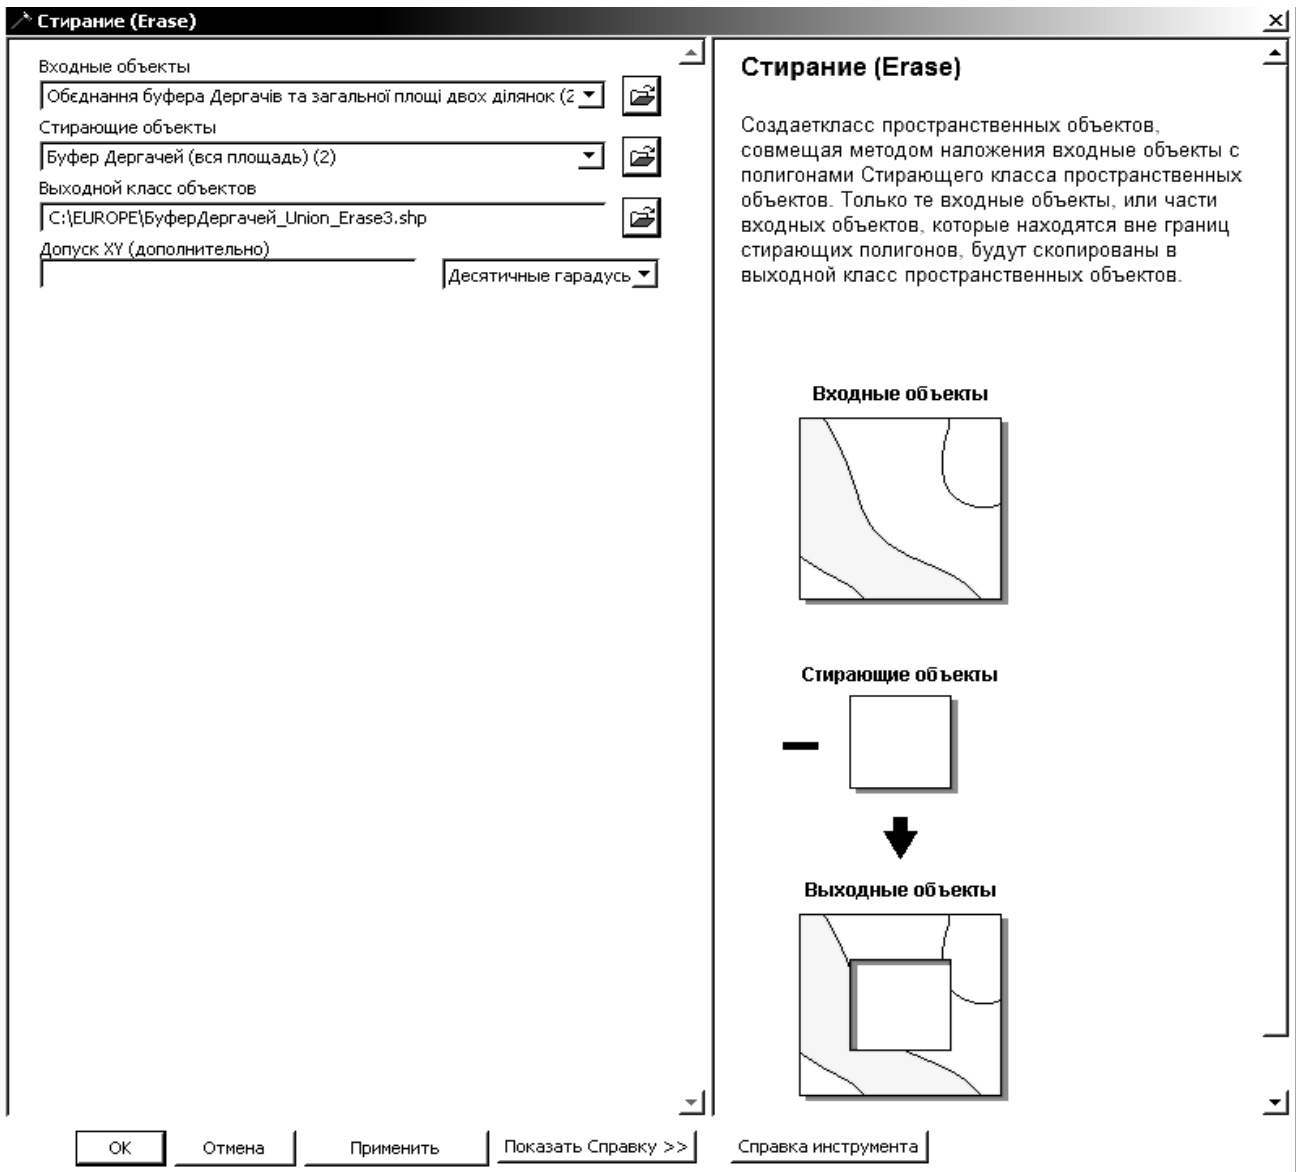 Стирание (Erase)
Входные объекты
Обєднання буфера Дергачів та загальної площі двох ділянок (2
Стирающие объекты
Буфер Дергачей (вся площадь) (2)
Выходной класс объектов
C:\EUROPE\БуферДергачей_Union_Erase3.shp
Допуск XY (дополнительно)
Десятичные гарадусь
OK
Отмена
Применить
Показать Справку >>
Стирание (Erase)
Создаеткласс пространственных объектов,
совмещая методом наложения входные объекты с
полигонами Стирающего класса пространственных
объектов. Только те входные объекты, или части
входных объектов, которые находятся вне границ
стирающих полигонов, будут скопированы в
выходной класс пространственных объектов.
Входные объекты
Стирающие объекты
Выходные объекты
Справка инструмента